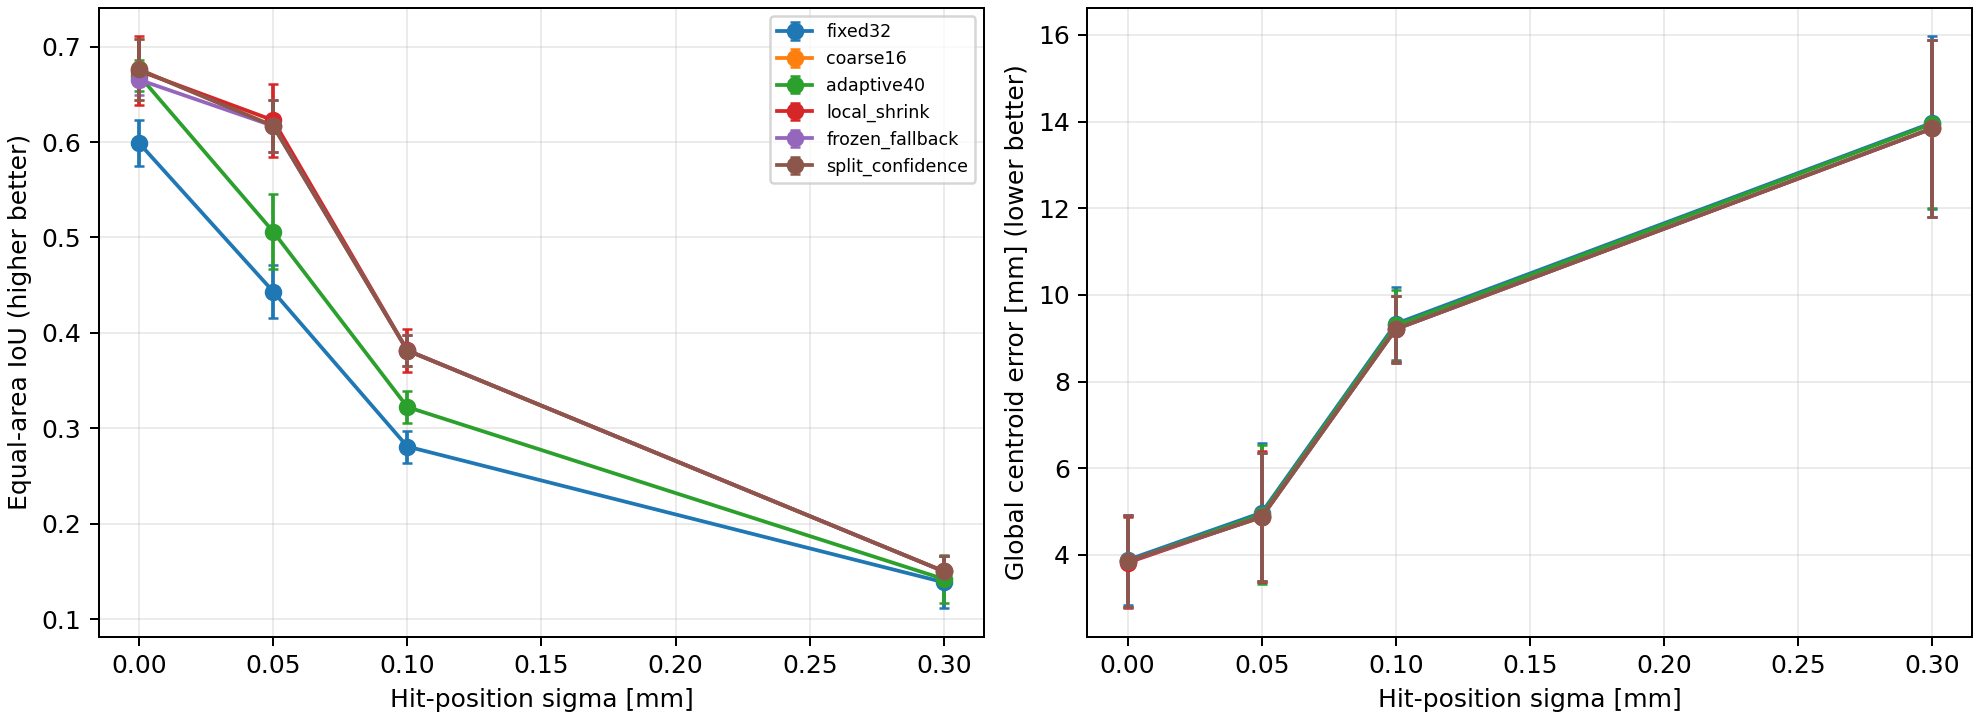 Equal-area IoU (higher better)
0.7
0.6
0.5
0.4
0.3
0.2
0.1
fixed32
coarse16
adaptive40
local_shrink
frozen_fallback
split_confidence
0.00 0.05 0.10 0.15 0.20 0.25 0.30
Hit-position sigma [mm]
Global centroid error [mm] (lower better)
16
14
12
10
8
6
4
0.00 0.05 0.10 0.15 0.20 0.25 0.30
Hit-position sigma [mm]